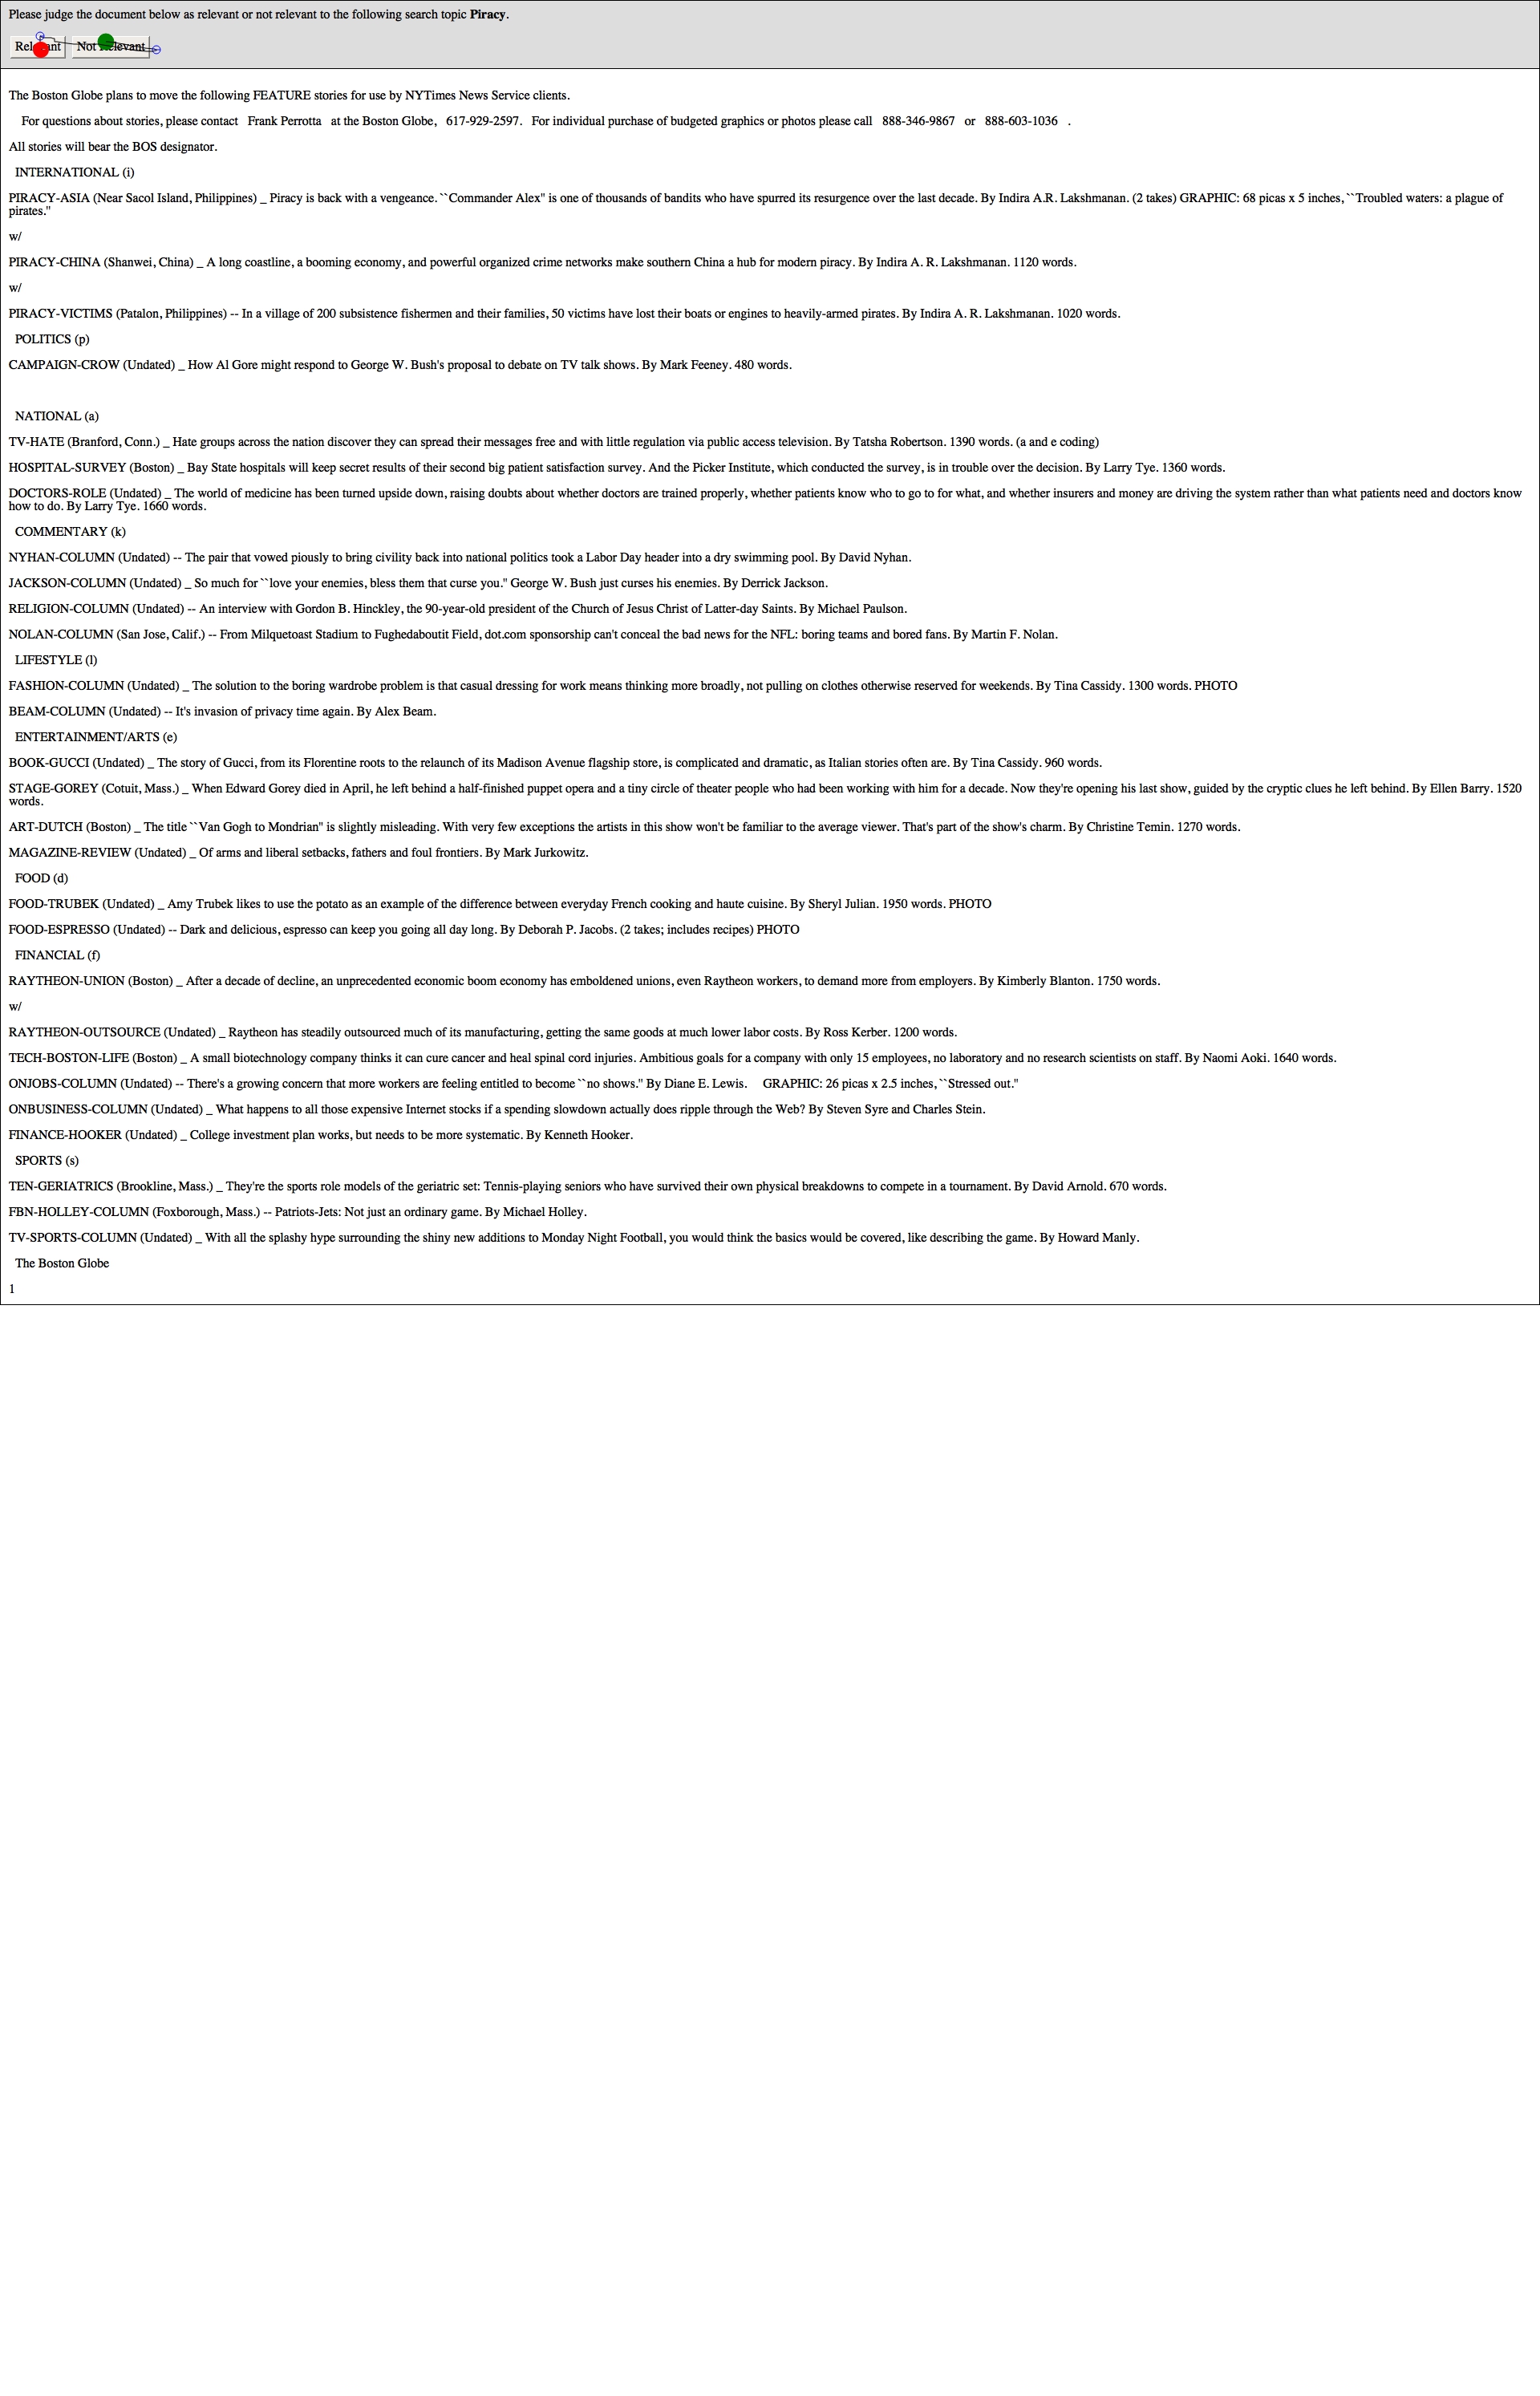 Please judge the document below as relevant or not relevant to the following search topic Piracy.
Relevant Not Relevant
The Boston Globe plans to move the following FEATURE stories for use by NYTimes News Service clients.
For questions about stories, please contact Frank Perrotta at the Boston Globe, 617-929-2597. For individual purchase of budgeted graphics or photos please call 888-346-9867 or 888-603-1036 .
All stories will bear the BOS designator.
INTERNATIONAL (i)
PIRACY-ASIA (Near Sacol Island, Philippines) _ Piracy is back with a vengeance. ``Commander Alex'' is one of thousands of bandits who have spurred its resurgence over the last decade. By Indira A.R. Lakshmanan. (2 takes) GRAPHIC: 68 picas x 5 inches, ``Troubled waters: a plague of
pirates.''
w/
PIRACY-CHINA (Shanwei, China) _ A long coastline, a booming economy, and powerful organized crime networks make southern China a hub for modern piracy. By Indira A. R. Lakshmanan. 1120 words.
w/
PIRACY-VICTIMS (Patalon, Philippines) -- In a village of 200 subsistence fishermen and their families, 50 victims have lost their boats or engines to heavily-armed pirates. By Indira A. R. Lakshmanan. 1020 words.
POLITICS (p)
CAMPAIGN-CROW (Undated) _ How Al Gore might respond to George W. Bush's proposal to debate on TV talk shows. By Mark Feeney. 480 words.
NATIONAL (a)
TV-HATE (Branford, Conn.) _ Hate groups across the nation discover they can spread their messages free and with little regulation via public access television. By Tatsha Robertson. 1390 words. (a and e coding)
HOSPITAL-SURVEY (Boston) _ Bay State hospitals will keep secret results of their second big patient satisfaction survey. And the Picker Institute, which conducted the survey, is in trouble over the decision. By Larry Tye. 1360 words.
DOCTORS-ROLE (Undated) _ The world of medicine has been turned upside down, raising doubts about whether doctors are trained properly, whether patients know who to go to for what, and whether insurers and money are driving the system rather than what patients need and doctors know
how to do. By Larry Tye. 1660 words.
COMMENTARY (k)
NYHAN-COLUMN (Undated) -- The pair that vowed piously to bring civility back into national politics took a Labor Day header into a dry swimming pool. By David Nyhan.
JACKSON-COLUMN (Undated) _ So much for ``love your enemies, bless them that curse you.'' George W. Bush just curses his enemies. By Derrick Jackson.
RELIGION-COLUMN (Undated) -- An interview with Gordon B. Hinckley, the 90-year-old president of the Church of Jesus Christ of Latter-day Saints. By Michael Paulson.
NOLAN-COLUMN (San Jose, Calif.) -- From Milquetoast Stadium to Fughedaboutit Field, dot.com sponsorship can't conceal the bad news for the NFL: boring teams and bored fans. By Martin F. Nolan.
LIFESTYLE (l)
FASHION-COLUMN (Undated) _ The solution to the boring wardrobe problem is that casual dressing for work means thinking more broadly, not pulling on clothes otherwise reserved for weekends. By Tina Cassidy. 1300 words. PHOTO
BEAM-COLUMN (Undated) -- It's invasion of privacy time again. By Alex Beam.
ENTERTAINMENT/ARTS (e)
BOOK-GUCCI (Undated) _ The story of Gucci, from its Florentine roots to the relaunch of its Madison Avenue flagship store, is complicated and dramatic, as Italian stories often are. By Tina Cassidy. 960 words.
STAGE-GOREY (Cotuit, Mass.) _ When Edward Gorey died in April, he left behind a half-finished puppet opera and a tiny circle of theater people who had been working with him for a decade. Now they're opening his last show, guided by the cryptic clues he left behind. By Ellen Barry. 1520
words.
ART-DUTCH (Boston) _ The title ``Van Gogh to Mondrian'' is slightly misleading. With very few exceptions the artists in this show won't be familiar to the average viewer. That's part of the show's charm. By Christine Temin. 1270 words.
MAGAZINE-REVIEW (Undated) _ Of arms and liberal setbacks, fathers and foul frontiers. By Mark Jurkowitz.
FOOD (d)
FOOD-TRUBEK (Undated) _ Amy Trubek likes to use the potato as an example of the difference between everyday French cooking and haute cuisine. By Sheryl Julian. 1950 words. PHOTO
FOOD-ESPRESSO (Undated) -- Dark and delicious, espresso can keep you going all day long. By Deborah P. Jacobs. (2 takes; includes recipes) PHOTO
FINANCIAL (f)
RAYTHEON-UNION (Boston) _ After a decade of decline, an unprecedented economic boom economy has emboldened unions, even Raytheon workers, to demand more from employers. By Kimberly Blanton. 1750 words.
w/
RAYTHEON-OUTSOURCE (Undated) _ Raytheon has steadily outsourced much of its manufacturing, getting the same goods at much lower labor costs. By Ross Kerber. 1200 words.
TECH-BOSTON-LIFE (Boston) _ A small biotechnology company thinks it can cure cancer and heal spinal cord injuries. Ambitious goals for a company with only 15 employees, no laboratory and no research scientists on staff. By Naomi Aoki. 1640 words.
ONJOBS-COLUMN (Undated) -- There's a growing concern that more workers are feeling entitled to become ``no shows.'' By Diane E. Lewis. GRAPHIC: 26 picas x 2.5 inches, ``Stressed out.''
ONBUSINESS-COLUMN (Undated) _ What happens to all those expensive Internet stocks if a spending slowdown actually does ripple through the Web? By Steven Syre and Charles Stein.
FINANCE-HOOKER (Undated) _ College investment plan works, but needs to be more systematic. By Kenneth Hooker.
SPORTS (s)
TEN-GERIATRICS (Brookline, Mass.) _ They're the sports role models of the geriatric set: Tennis-playing seniors who have survived their own physical breakdowns to compete in a tournament. By David Arnold. 670 words.
FBN-HOLLEY-COLUMN (Foxborough, Mass.) -- Patriots-Jets: Not just an ordinary game. By Michael Holley.
TV-SPORTS-COLUMN (Undated) _ With all the splashy hype surrounding the shiny new additions to Monday Night Football, you would think the basics would be covered, like describing the game. By Howard Manly.
The Boston Globe
1